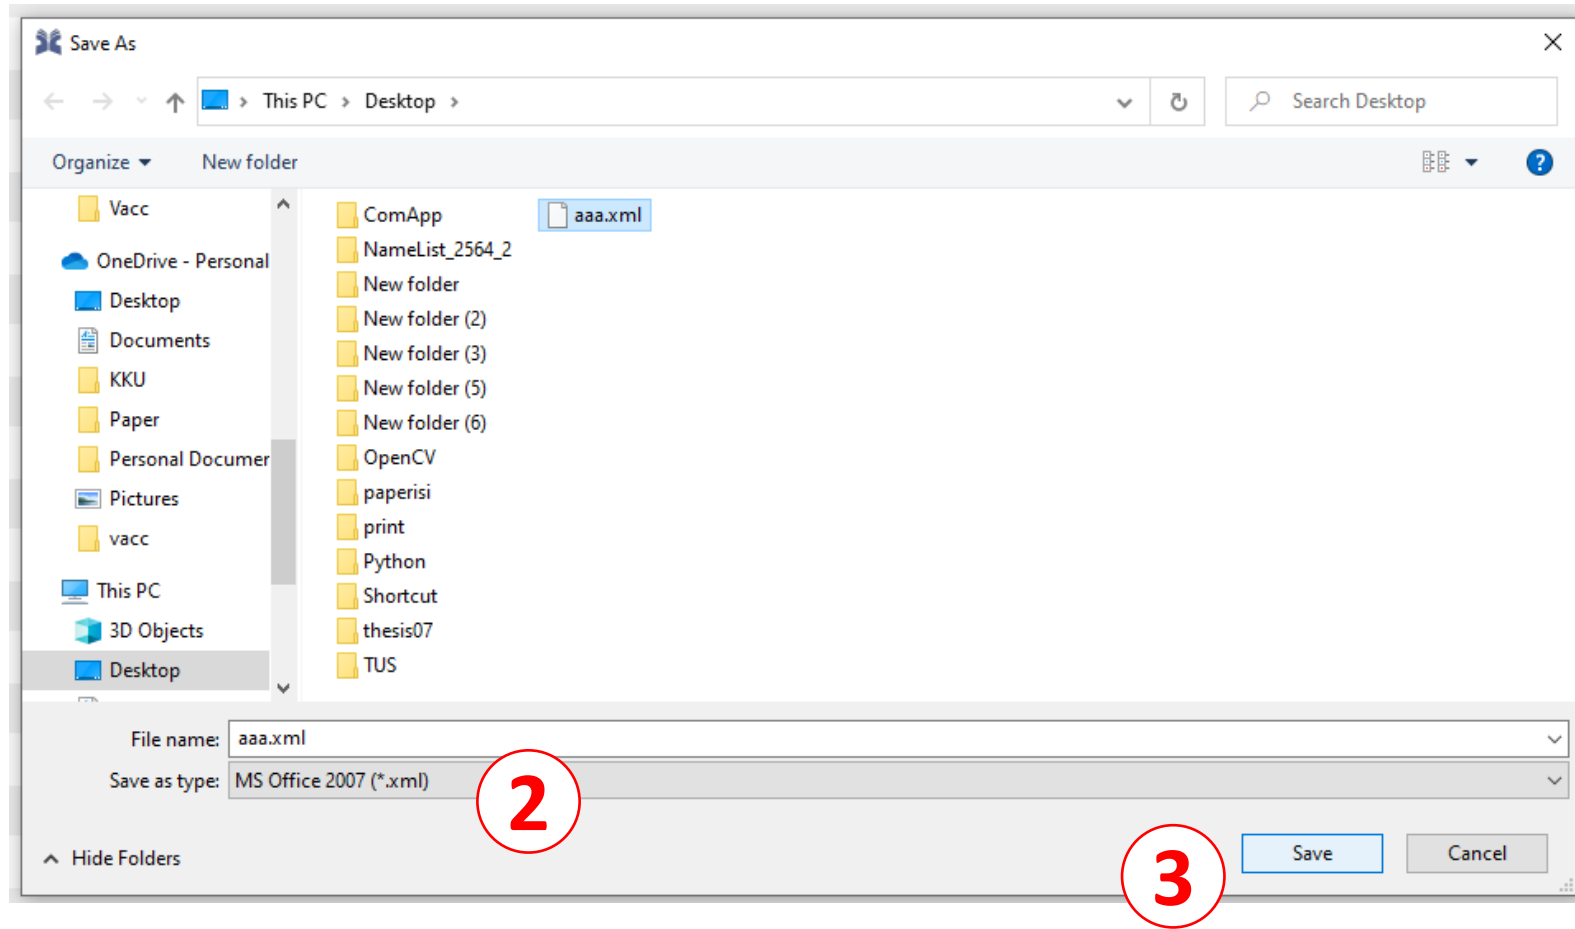 Save As
This PC > Desktop >
Search Desktop
Organize
New folder
Vacc
OneDrive - Personal
Desktop
Documents
KKU
Paper
Personal Documer
Pictures
vacc
This PC
3D Objects
Desktop
ComApp
NameList_2564_2
New folder
New folder (2)
New folder (3)
New folder (5)
New folder (6)
OpenCV
paperisi
print
Python
Shortcut
thesis07
TUS
aaa.xml
File name: aaa.xml
Save as type: MS Office 2007 (*.xml)
2
Hide Folders
3
Save
Cancel